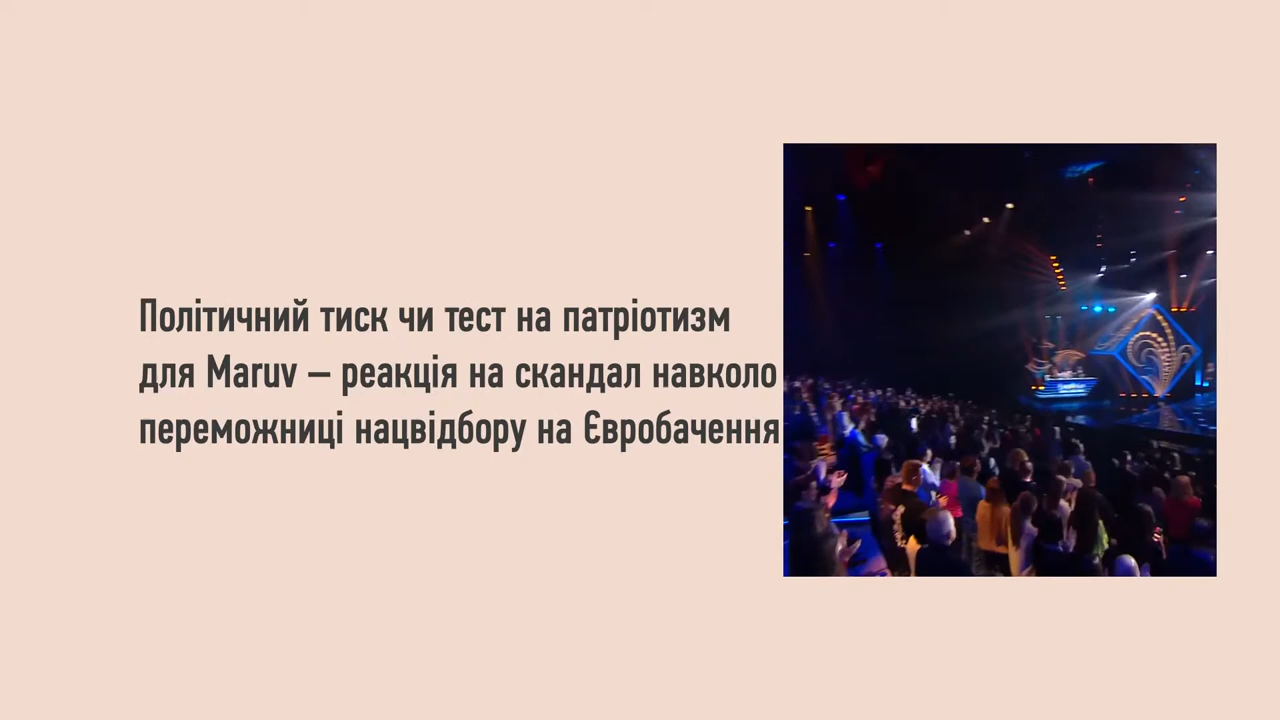 Політичний тиск чи тест на патріотизм
для Maruv – реакція на скандал навколо
переможниці нацвідбору на Євробачення